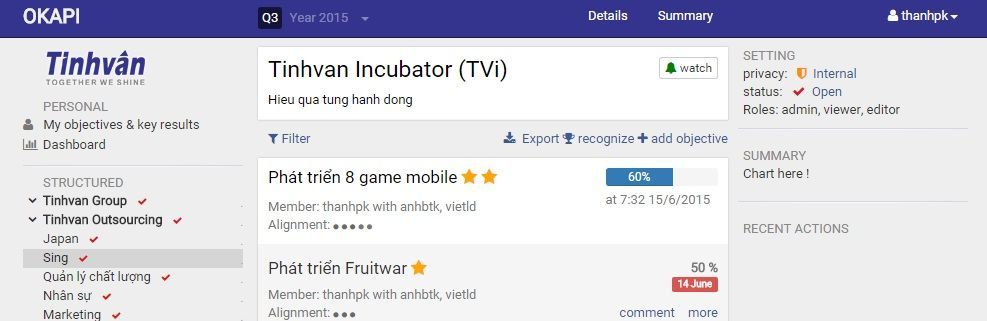 OKAPI
Q3 Year 2015
Details Summary
thanhpk
Tinhvân
TOGETHER WE SHINE
PERSONAL
My objectives & key results
Dashboard
STRUCTURED
Tinhvan Group
Tinhvan Outsourcing
Japan
Sing
Quản lý chất lượng
Nhân sự
Marketing
Tinhvan Incubator (TVi)
watch
Hieu qua tung hanh dong
Filter
Export recognize add objective
Phát triển 8 game mobile
60%
at 7:32 15/6/2015
Member: thanhpk with anhbtk, vietld
Alignment:
Phát triển Fruitwar
50 %
14 June
Member: thanhpk with anhbtk, vietld
Alignment:
comment more
SETTING
privacy: Internal
status: Open
Roles: admin, viewer, editor
SUMMARY
Chart here !
RECENT ACTIONS